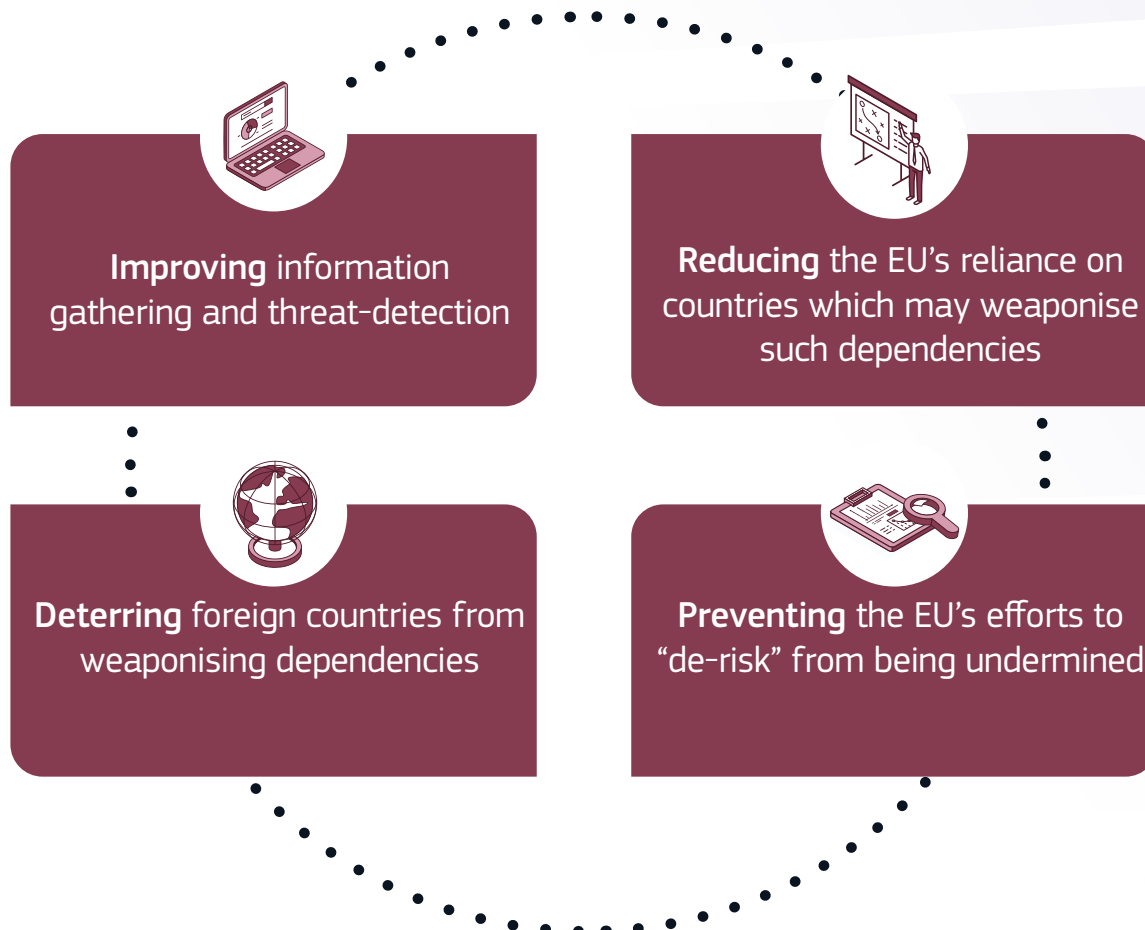 Improving information
gathering and threat-detection
Reducing the EU’s reliance on
countries which may weaponise
such dependencies
Deterring foreign countries from
weaponising dependencies
Preventing the EU’s efforts to
“de-risk” from being undermined